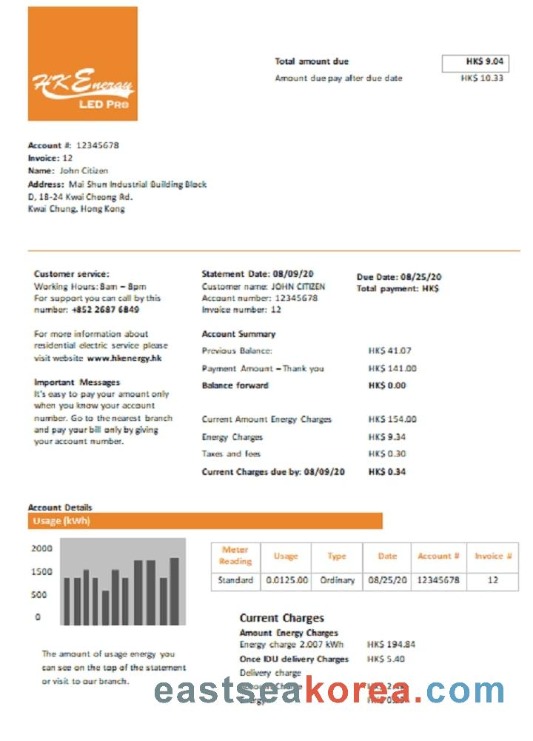 HK Energy
LED Pro
Total amount due HK$ 9.04
Amount due pay after due date HK$ 10.33
Account #: 12345678
Invoice: 12
Name: John Citizen
Address: Mai Shun Industrial Building Block
D, 18-24 Kwai Cheong Rd.
Kwai Chung, Hong Kong
Customer service:
Working Hours: 8am – 8pm
For support you can call by this
number: +852 2687 6849
For more information about
residential electric service please
visit website www.hkenergy.hk
Important Messages
It's easy to pay your amount only
when you know your account
number. Go to the nearest branch
and pay your bill only by giving
your account number.
Statement Date: 08/09/20
Customer name: JOHN CITIZEN
Account number: 12345678
Invoice number: 12
Due Date: 08/25/20
Total payment: HK$
Account Summary
Previous Balance: HK$ 41.07
Payment Amount – Thank you HK$ 141.00
Balance forward HK$ 0.00
Current Amount Energy Charges HK$ 154.00
Energy Charges HK$ 9.34
Taxes and fees HK$ 0.30
Current Charges due by: 08/09/20 HK$ 0.34
Account Details
Usage (kWh)
2000
1500
500
0
Meter Reading Usage Type Date Account # Invoice #
Standard 0.0125.00 Ordinary 08/25/20 12345678 12
The amount of usage energy you
can see on the top of the statement
or visit to our branch.
Current Charges
Amount Energy Charges
Energy charge 2.007 kWh HK$ 194.84
Once IDU delivery Charges HK$ 5.40
Delivery charge
eastseakorea.com